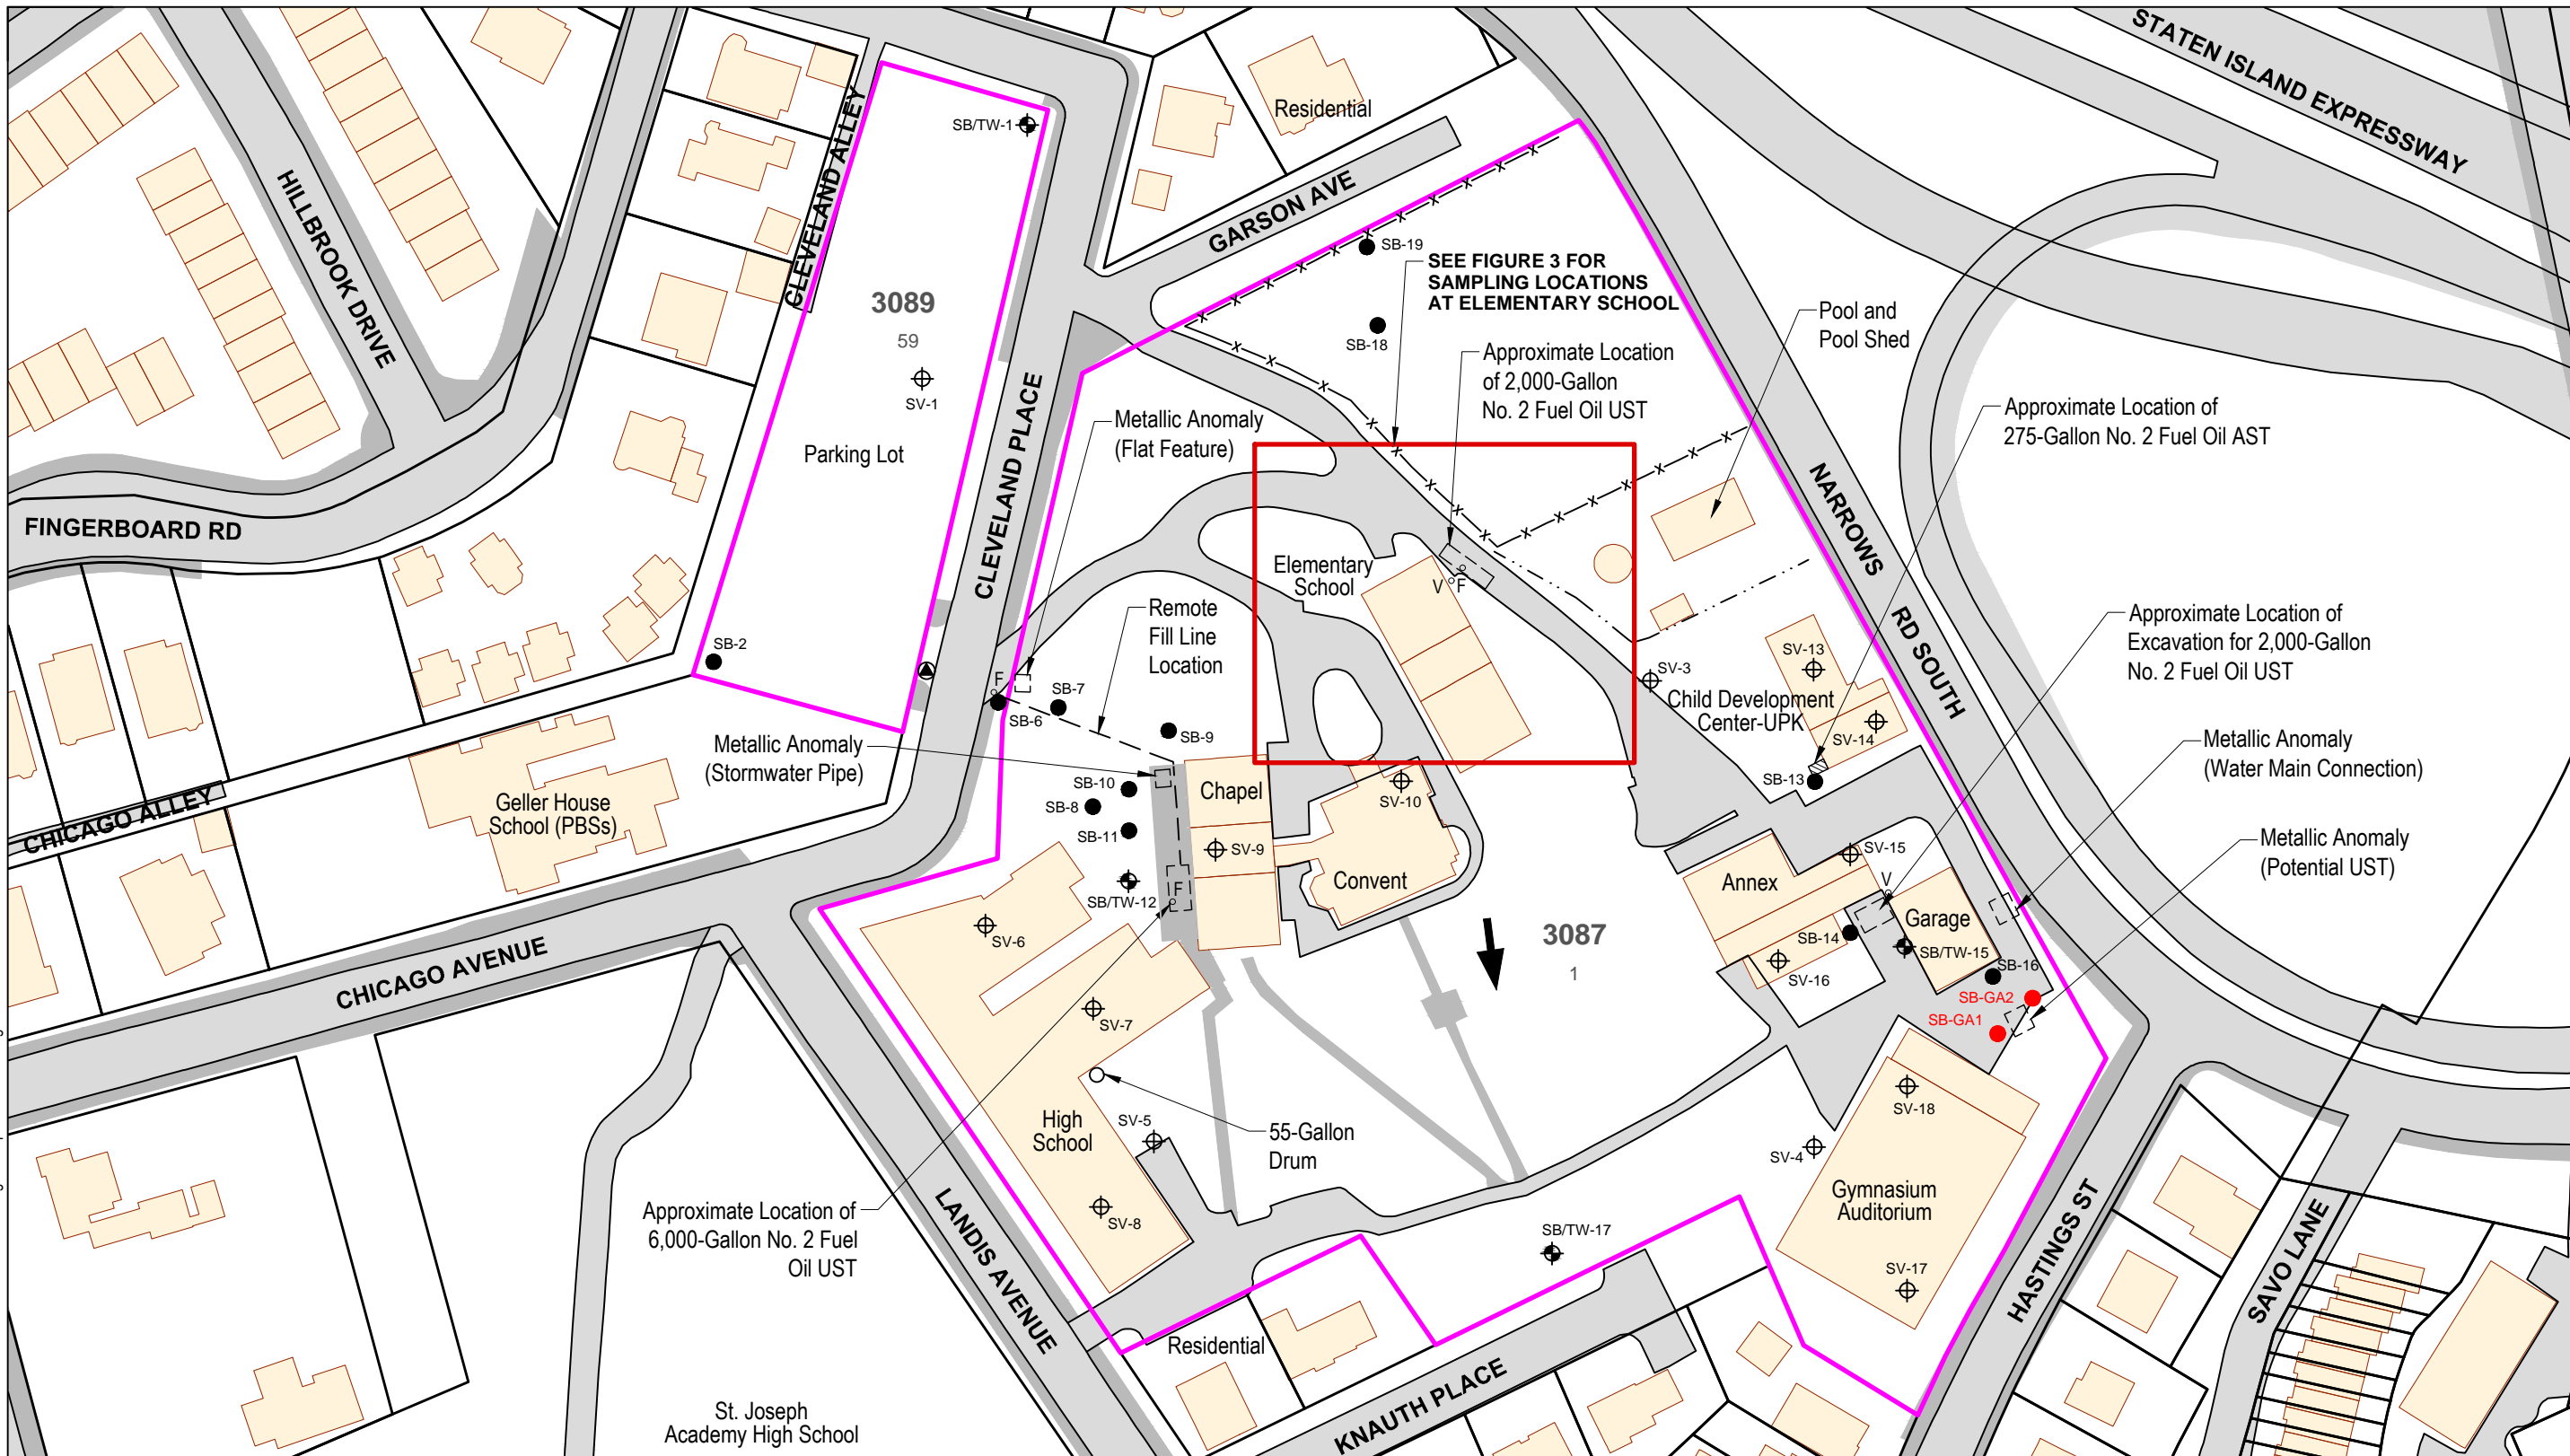 STATEN ISLAND EXPRESSWAY
Residential
SB/TW-1
CLEVELAND ALLEY
CLEVELAND ALLEY
HILLBROOK DRIVE
GARSON AVE
SB-19
SEE FIGURE 3 FOR
SAMPLING LOCATIONS
AT ELEMENTARY SCHOOL
3089
59
SV-1
Parking Lot
SB-18
Pool and
Pool Shed
Approximate Location
of 2,000-Gallon
No. 2 Fuel Oil UST
Approximate Location of
275-Gallon No. 2 Fuel Oil AST
Metallic Anomaly
(Flat Feature)
CLEVELAND PLACE
NARROWS
RD SOUTH
FINGERBOARD RD
Elementary
School
V
F
Remote
Fill Line
Location
Approximate Location of
Excavation for 2,000-Gallon
No. 2 Fuel Oil UST
SB-2
F
SB-6
SB-7
SB-9
SV-3
SV-13
Child Development
Center-UPK
SV-14
SB-13
Metallic Anomaly
(Stormwater Pipe)
Metallic Anomaly
(Water Main Connection)
Geller House
School (PBSs)
CHICAGO ALLEY
SB-10
SB-8
SB-11
Chapel
SV-9
SV-10
Convent
SB/TW-12
F
SV-15
Annex
V
Garage
Metallic Anomaly
(Potential UST)
SB-14
SB/TW-15
SV-16
SB-16
SB-GA2
SB-GA1
3087
1
SV-6
SV-7
CHICAGO AVENUE
High
School
SV-5
55-Gallon
Drum
SV-8
SV-18
SV-4
Gymnasium
Auditorium
SV-17
Approximate Location of
6,000-Gallon No. 2 Fuel
Oil UST
SB/TW-17
LANDIS AVENUE
HASTINGS ST
SAVO LANE
Residential
KNAUTH PLACE
St. Joseph
Academy High School